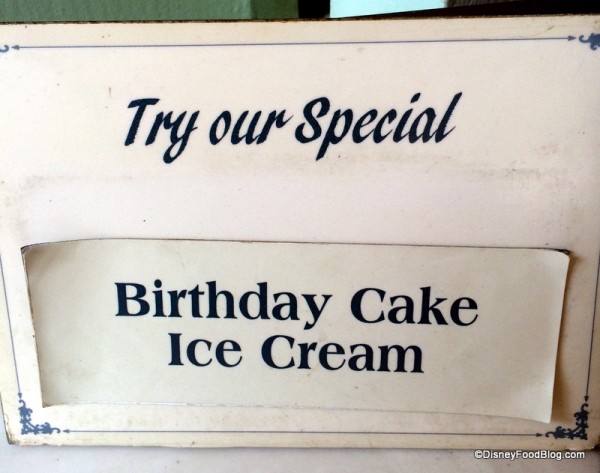 Try our Special
Birthday Cake
Ice Cream
©DisneyFoodBlog.com